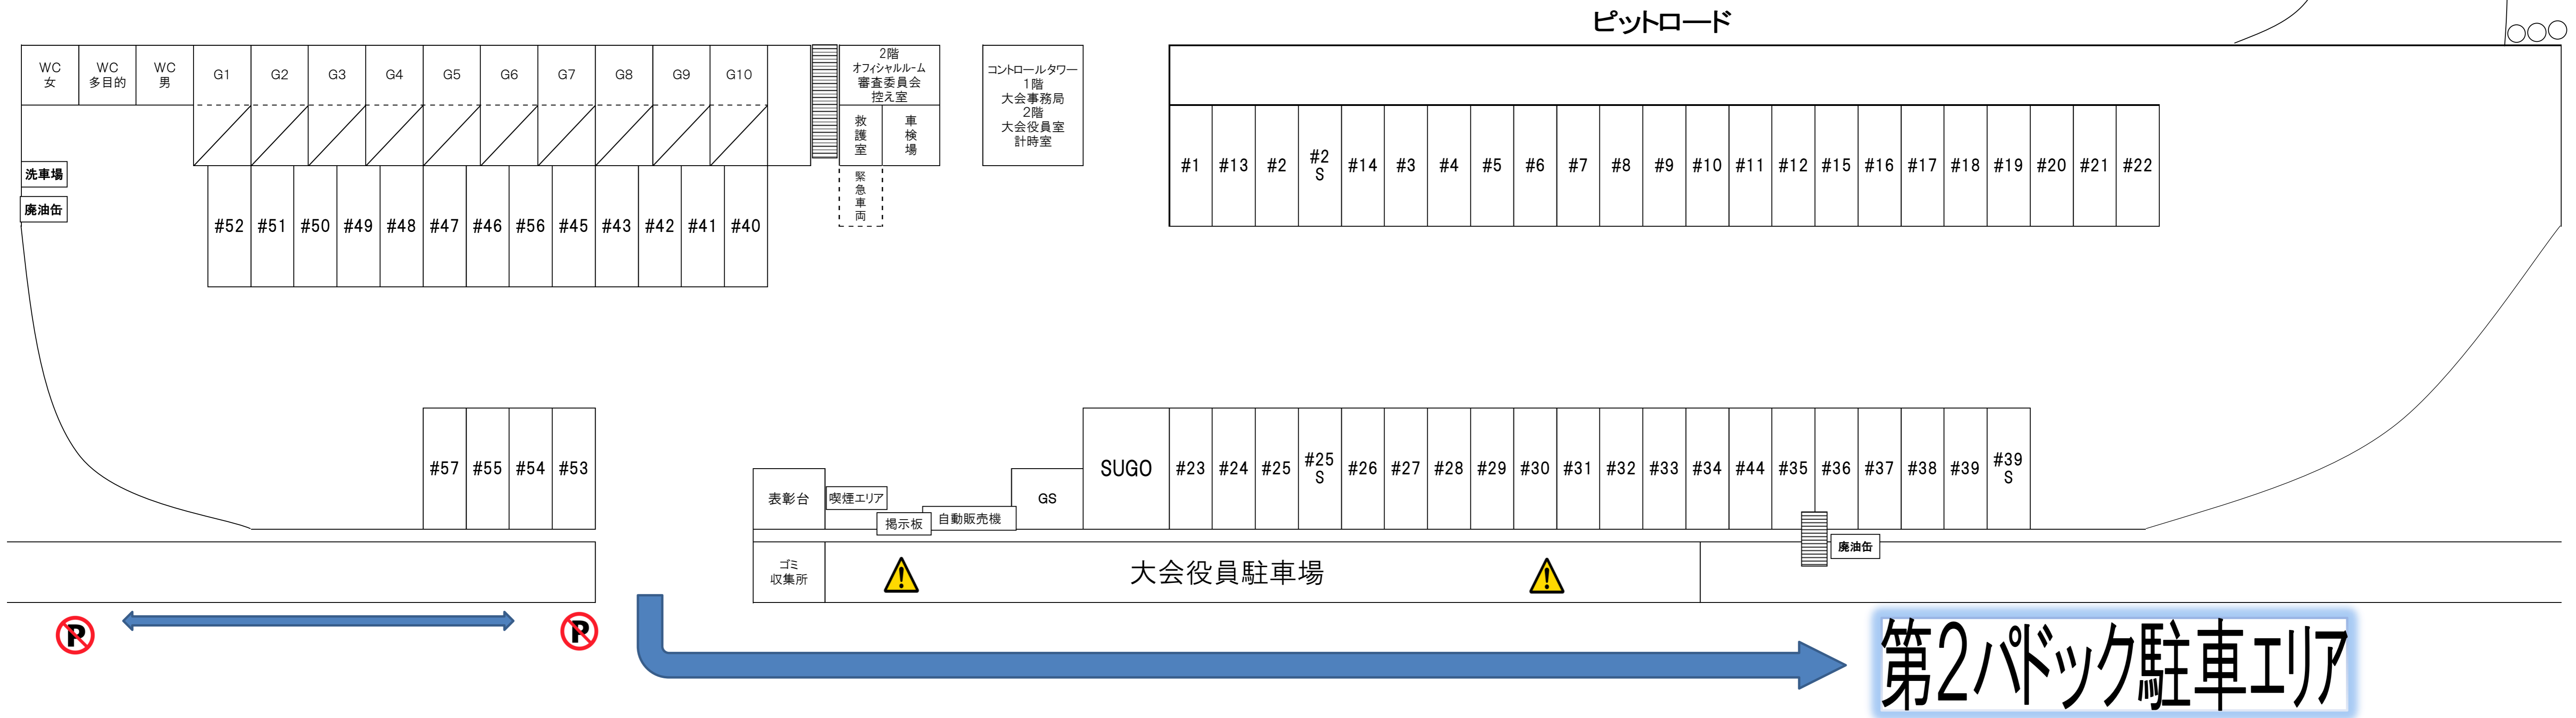 ピットロード
WC
女
WC
多目的
WC
男
G1
G2
G3
G4
G5
G6
G7
G8
G9
G10
2階
オフィシャルルーム
審査委員会
控え室
救護室
車検場
緊急車両
コントロールタワー
1階
大会事務局
2階
大会役員室
計時室
#1
#13
#2
#2
S
#14
#3
#4
#5
#6
#7
#8
#9
#10
#11
#12
#15
#16
#17
#18
#19
#20
#21
#22
洗車場
廃油缶
#52
#51
#50
#49
#48
#47
#46
#56
#45
#43
#42
#41
#40
#57
#55
#54
#53
表彰台
喫煙エリア
掲示板
自動販売機
GS
SUGO
#23
#24
#25
#25
S
#26
#27
#28
#29
#30
#31
#32
#33
#34
#44
#35
#36
#37
#38
#39
#39
S
ゴミ
収集所
!
大会役員駐車場
!
廃油缶
P
P
第2パドック駐車エリア